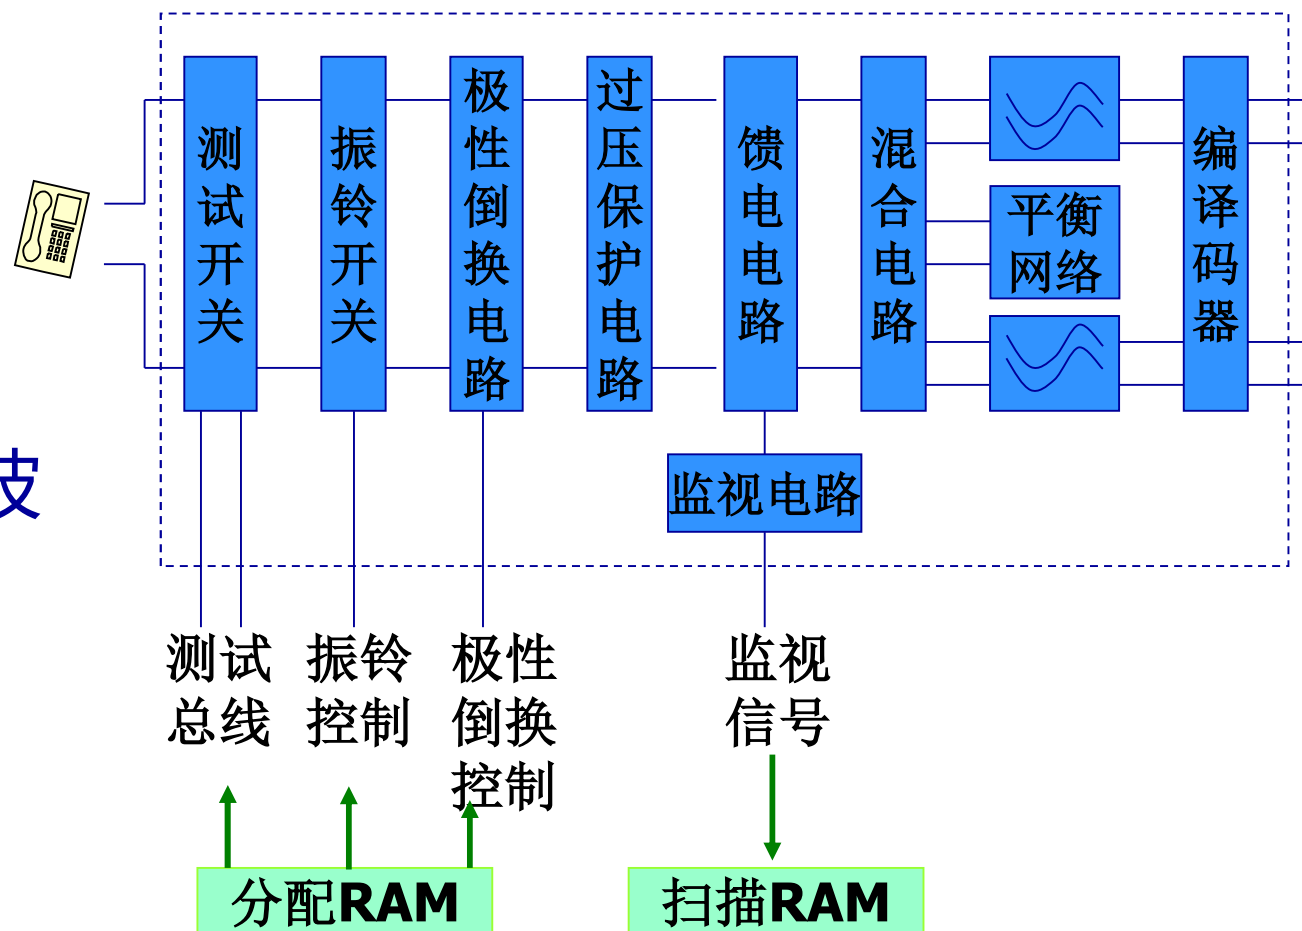 测试开关
振铃开关
极性倒换电路
过压保护电路
馈电电路
混合电路
平衡
网络
编译码器
监视电路
测试
总线
振铃
控制
极性
倒换
控制
监视
信号
分配RAM
扫描RAM